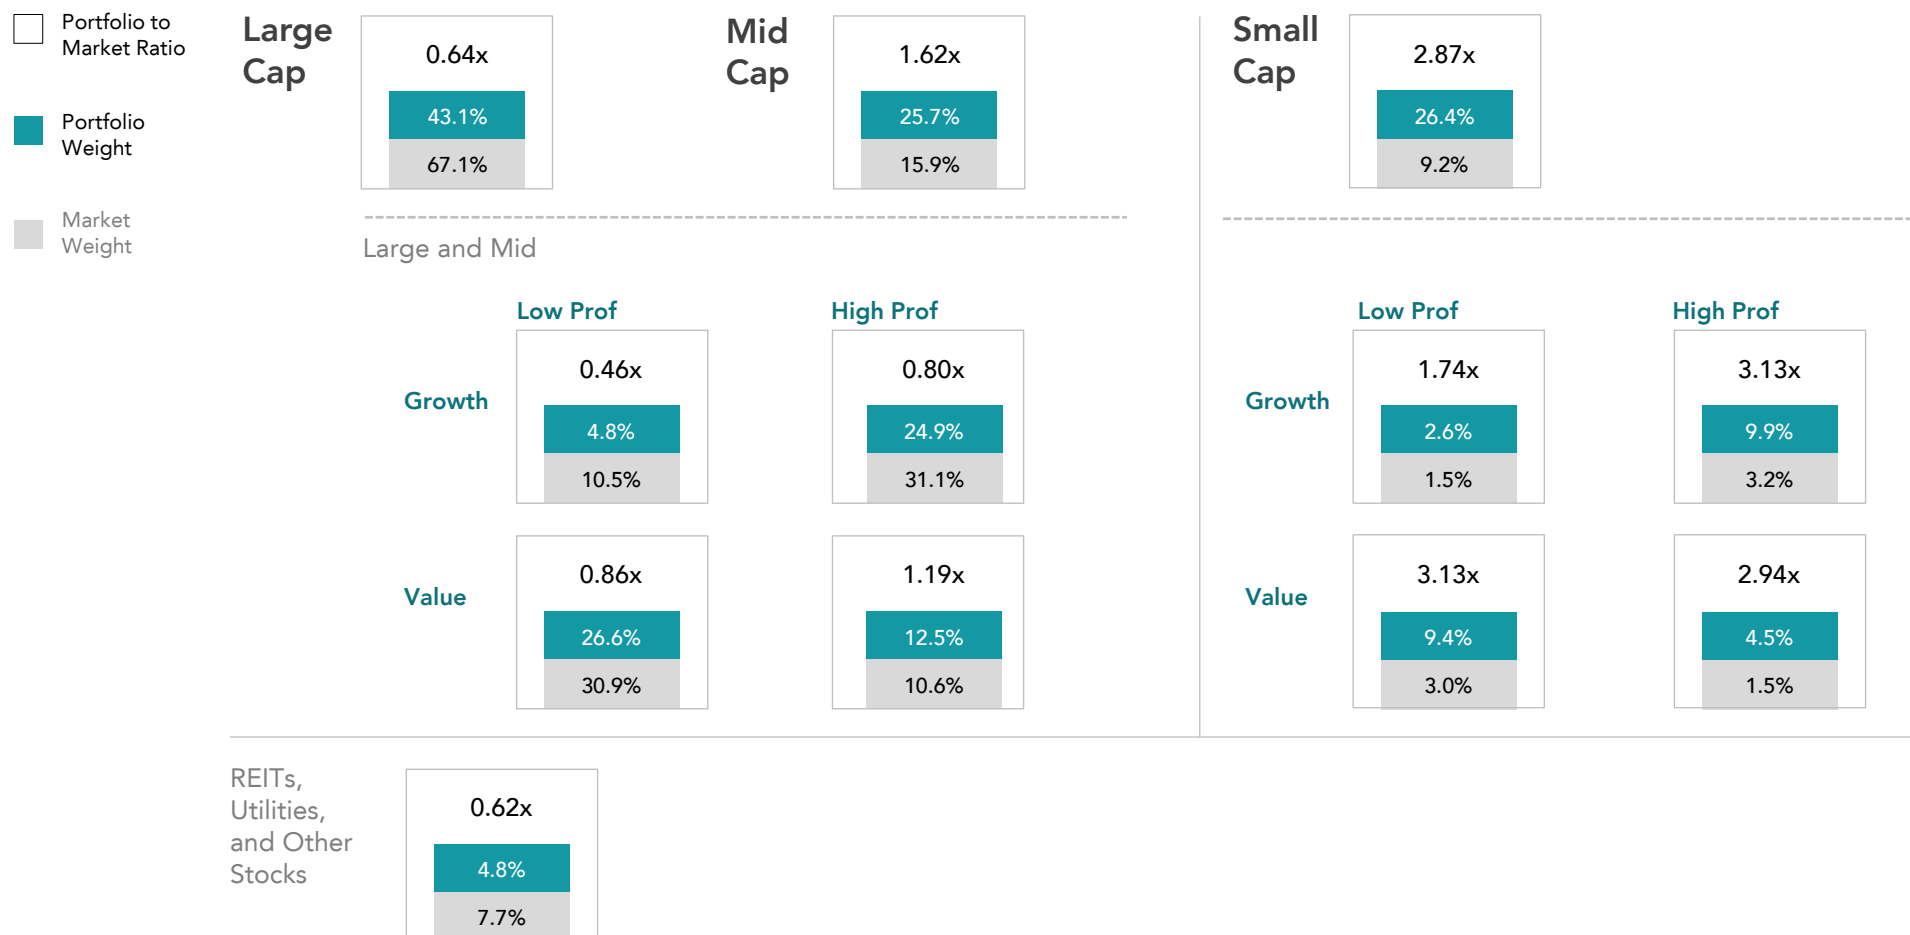 Portfolio to
Market Ratio
Portfolio
Weight
Market
Weight
Large
Cap
0.64x
43.1%
67.1%
Mid
Cap
1.62x
25.7%
15.9%
Small
Cap
2.87x
26.4%
9.2%
Large and Mid
Low Prof
High Prof
Growth
0.46x
4.8%
10.5%
0.80x
24.9%
31.1%
Value
0.86x
26.6%
30.9%
1.19x
12.5%
10.6%
Low Prof
High Prof
Growth
1.74x
2.6%
1.5%
3.13x
9.9%
3.2%
Value
3.13x
9.4%
3.0%
2.94x
4.5%
1.5%
REITs,
Utilities,
and Other
Stocks
0.62x
4.8%
7.7%